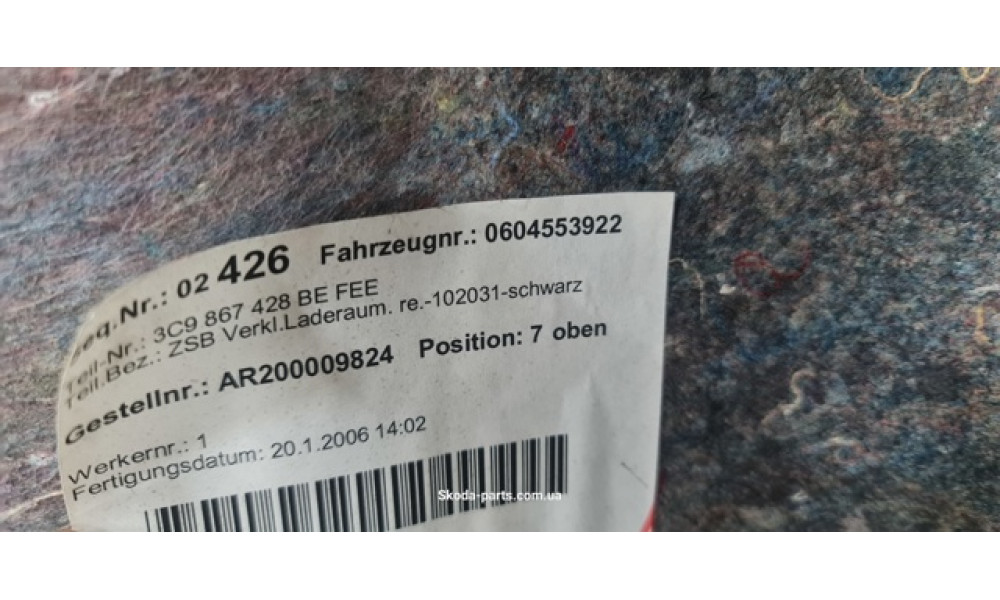 Seq.Nr.: 02 426 Fahrzeugnr.: 0604553922
Teil-Nr.: 3C9 867 428 BE FEE
Teil.Bez.: ZSB Verkl.Laderaum. re.-102031-schwarz
Gestellnr.: AR200009824 Position: 7 oben
Werkernr.: 1
Fertigungsdatum: 20.1.2006 14:02
Skoda-parts.com.ua